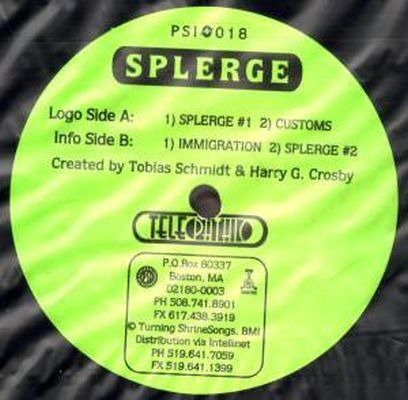 PSI 018
SPLERGE
Logo Side A: 1) SPLERGE #1 2) CUSTOMS
Info Side B: 1) IMMIGRATION 2) SPLERGE #2
Created by Tobias Schmidt & Harry G. Crosby
P.O. Box 80337
Boston, MA
02180-0003
PH 508.741.8901
FX 617.438.3919
© Turning ShrineSongs, BMI
Distribution via Intellinet
PH 519.641.7059
FX 519.641.1399